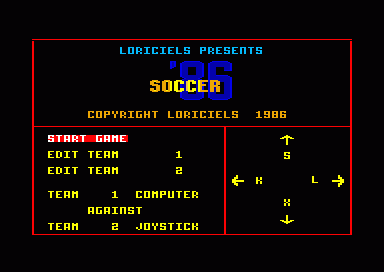 LORICIELS PRESENTS
'86
SOCCER
COPYRIGHT LORICIELS 1986
START GAME
EDIT TEAM 1
EDIT TEAM 2
TEAM 1 COMPUTER
AGAINST
TEAM 2 JOYSTICK
S
K L
X